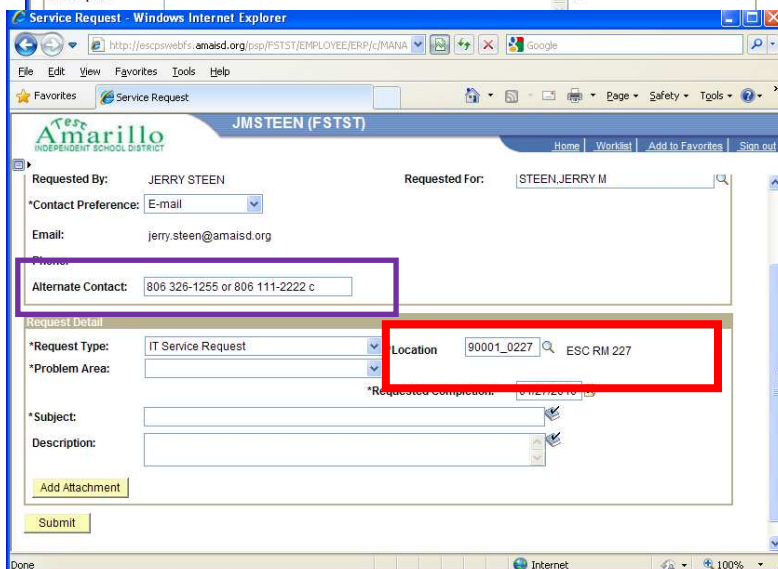 Service Request - Windows Internet Explorer
http://escpswebfs.amaisd.org/psp/FSTST/EMPLOYEE/ERP/c/MANA
Google
File Edit View Favorites Tools Help
Favorites Service Request Page Safety Tools
Test
Amarillo
INDEPENDENT SCHOOL DISTRICT
JMSTEEN (FSTST)
Home Worklist Add to Favorites Sign out
Requested By: JERRY STEEN Requested For: STEEN,JERRY M
*Contact Preference: E-mail
Email: jerry.steen@amaisd.org
Phone:
Alternate Contact: 806 326-1255 or 806 111-2222 c
Request Detail
*Request Type: IT Service Request Location 90001_0227 ESC RM 227
*Problem Area:
*Requested Completion: 01/27/2010
*Subject:
Description:
Add Attachment
Submit
Done Internet 100%